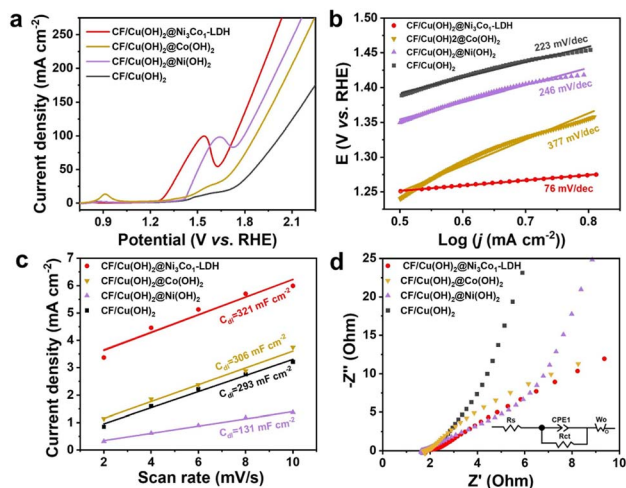 a
CF/Cu(OH)₂@Ni₃Co₁-LDH
CF/Cu(OH)₂@Co(OH)₂
CF/Cu(OH)₂@Ni(OH)₂
CF/Cu(OH)₂
Current density (mA cm⁻²)
250
200
150
100
50
0
0.9
1.2
1.5
1.8
2.1
Potential (V vs. RHE)
b
CF/Cu(OH)₂@Ni₃Co₁-LDH
CF/Cu(OH)2@Co(OH)₂
CF/Cu(OH)₂@Ni(OH)₂
CF/Cu(OH)₂
223 mV/dec
246 mV/dec
377 mV/dec
76 mV/dec
E (V vs. RHE)
1.50
1.45
1.40
1.35
1.30
1.25
0.5
0.6
0.7
0.8
Log (j (mA cm⁻²)
c
CF/Cu(OH)₂@Ni₃Co₁-LDH
CF/Cu(OH)₂@Co(OH)₂
CF/Cu(OH)₂@Ni(OH)₂
CF/Cu(OH)₂
Cdl=321 mF cm⁻²
Cdl=306 mF cm⁻²
Cdl=293 mF cm⁻²
Cdl=131 mF cm⁻²
Current density (mA cm⁻²)
10
9
8
7
6
5
4
3
2
1
0
2
4
6
8
10
Scan rate (mV/s)
d
CF/Cu(OH)₂@Ni₃Co₁-LDH
CF/Cu(OH)₂@Co(OH)₂
CF/Cu(OH)₂@Ni(OH)₂
CF/Cu(OH)₂
-Z'' (Ohm)
25
20
15
10
5
0
Rs
CPE1
Rct
Wo
0
2
4
6
8
10
Z' (Ohm)